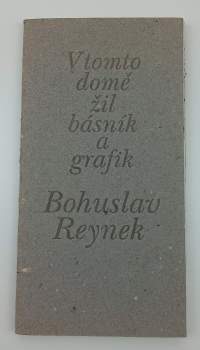 V tomto
domě
žil
básník
a
grafik
Bohuslav
Reynek